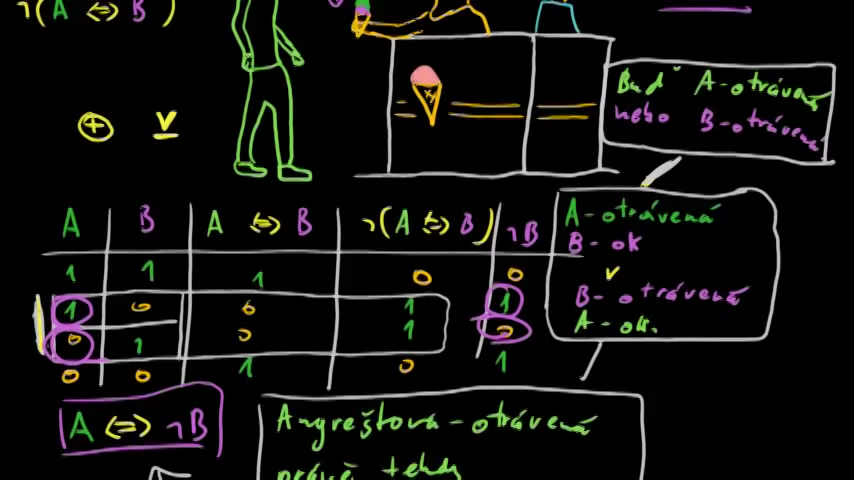 ¬(A ⇔ B)
⊕ v
Buď A-otrávená
nebo B-otrávená
A B A ⇔ B ¬(A ⇔ B) ¬B
1 1 1 0 0
1 0 0 1 1
0 1 0 1 0
0 0 1 0 1
A-otrávená
B-ok
v
B-otrávená
A-ok.
A ⇔ ¬B
Angreštová-otrávená
právě tehdy